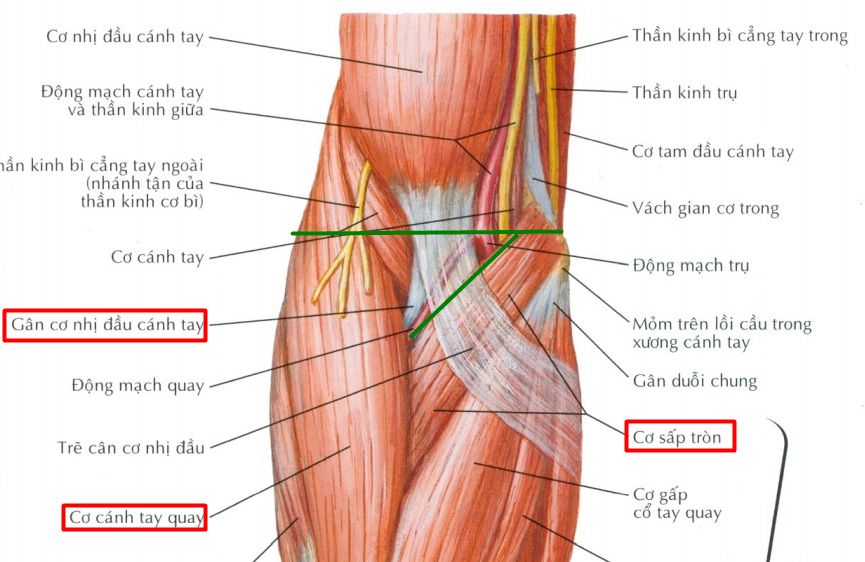 Cơ nhị đầu cánh tay
Động mạch cánh tay
và thần kinh giữa
hần kinh bì cẳng tay ngoài
(nhánh tận của
thần kinh cơ bì)
Cơ cánh tay
Gân cơ nhị đầu cánh tay
Động mạch quay
Trẽ cân cơ nhị đầu
Cơ cánh tay quay
Thần kinh bì cẳng tay trong
Thần kinh trụ
Cơ tam đầu cánh tay
Vách gian cơ trong
Động mạch trụ
Mỏm trên lồi cầu trong
xương cánh tay
Gân duỗi chung
Cơ sấp tròn
Cơ gấp
cổ tay quay